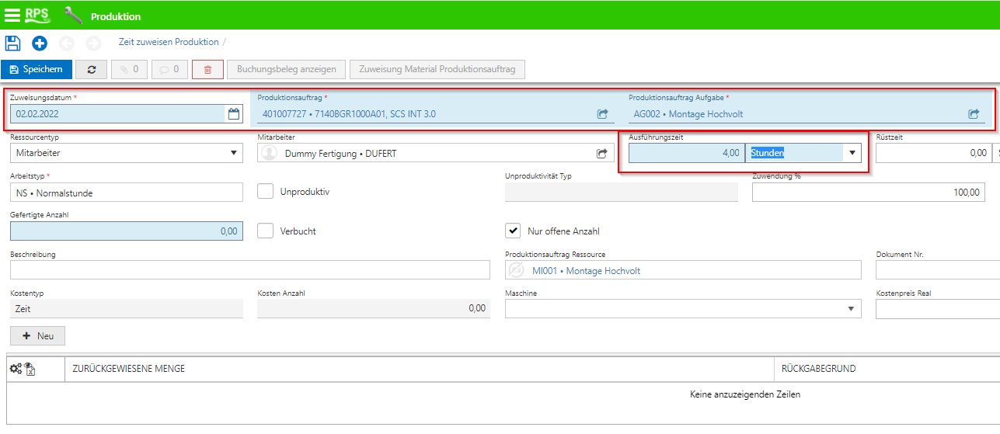 RPS Produktion
Zeit zuweisen Produktion /
Speichern 0 0 Buchungsbeleg anzeigen Zuweisung Material Produktionsauftrag
Zuweisungsdatum * Produktionsauftrag * Produktionsauftrag Aufgabe *
02.02.2022 401007727 • 7140BGR1000A01, SCS INT 3.0 AG002 • Montage Hochvolt
Ressourcentyp Mitarbeiter Ausführungszeit Rüstzeit
Mitarbeiter Dummy Fertigung • DUFERT 4,00 Stunden 0,00
Arbeitstyp * Unproduktivität Typ Zuwendung %
NS • Normalstunde Unproduktiv 100,00
Gefertigte Anzahl
0,00 Verbucht Nur offene Anzahl
Beschreibung Produktionsauftrag Ressource Dokument Nr.
MI001 • Montage Hochvolt
Kostentyp Kosten Anzahl Maschine Kostenpreis Real
Zeit 0,00
+ Neu
ZURÜCKGEWIESENE MENGE RÜCKGABEGRUND
Keine anzuzeigenden Zeilen